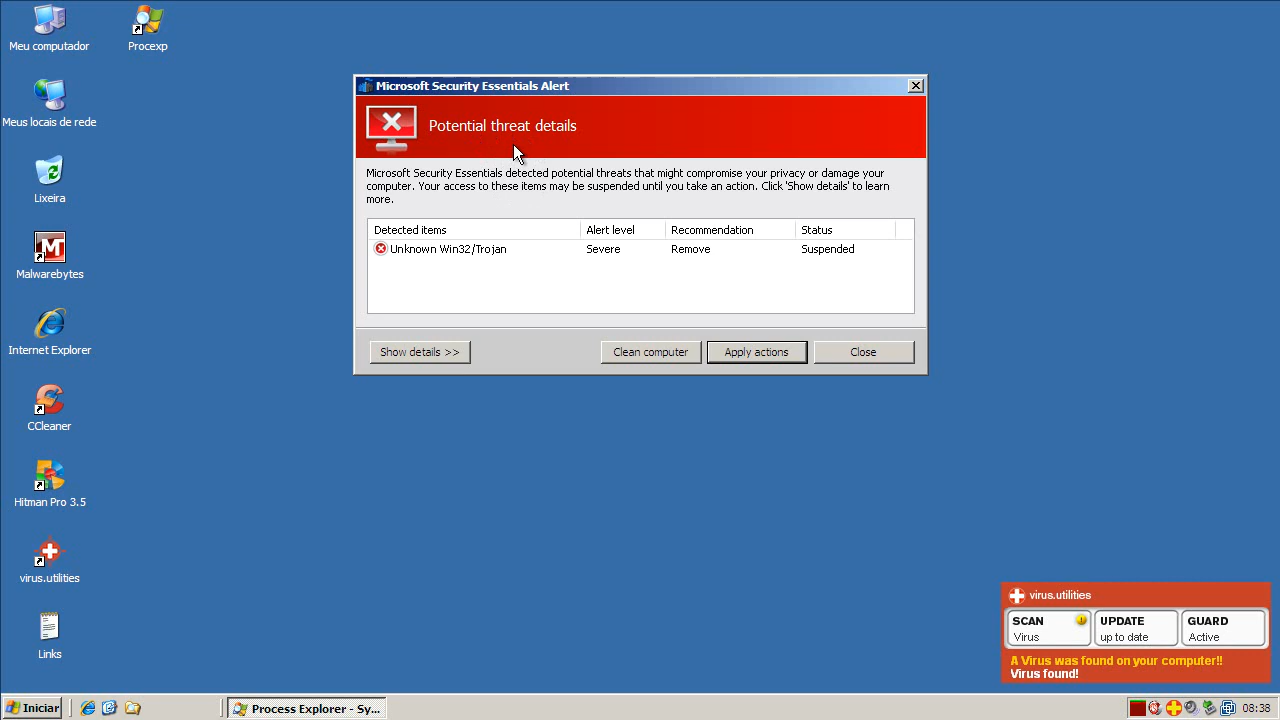 Meu computador
Procexp
Meus locais de rede
Lixeira
Malwarebytes
Internet Explorer
CCleaner
Hitman Pro 3.5
virus.utilities
Links
Microsoft Security Essentials Alert
Potential threat details
Microsoft Security Essentials detected potential threats that might compromise your privacy or damage your
computer. Your access to these items may be suspended until you take an action. Click 'Show details' to learn
more.
Detected items Alert level Recommendation Status
Unknown Win32/Trojan Severe Remove Suspended
Show details >> Clean computer Apply actions Close
virus.utilities
SCAN UPDATE GUARD
Virus up to date Active
A Virus was found on your computer!!
Virus found!
Iniciar Process Explorer - Sy... 08:38